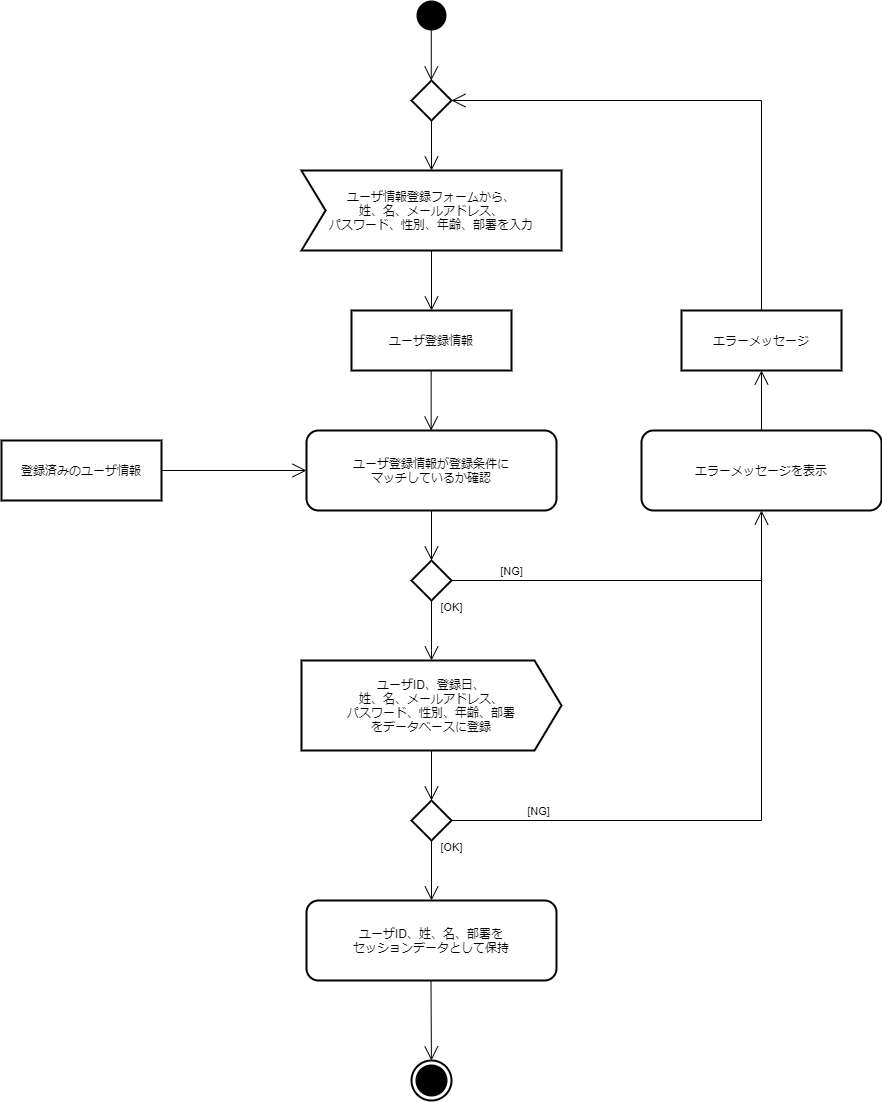 ユーザ情報登録フォームから、
姓、名、メールアドレス、
パスワード、性別、年齢、部署を入力
ユーザ登録情報
エラーメッセージ
登録済みのユーザ情報
ユーザ登録情報が登録条件に
マッチしているか確認
エラーメッセージを表示
[NG]
[OK]
ユーザID、登録日、
姓、名、メールアドレス、
パスワード、性別、年齢、部署
をデータベースに登録
[NG]
[OK]
ユーザID、姓、名、部署を
セッションデータとして保持